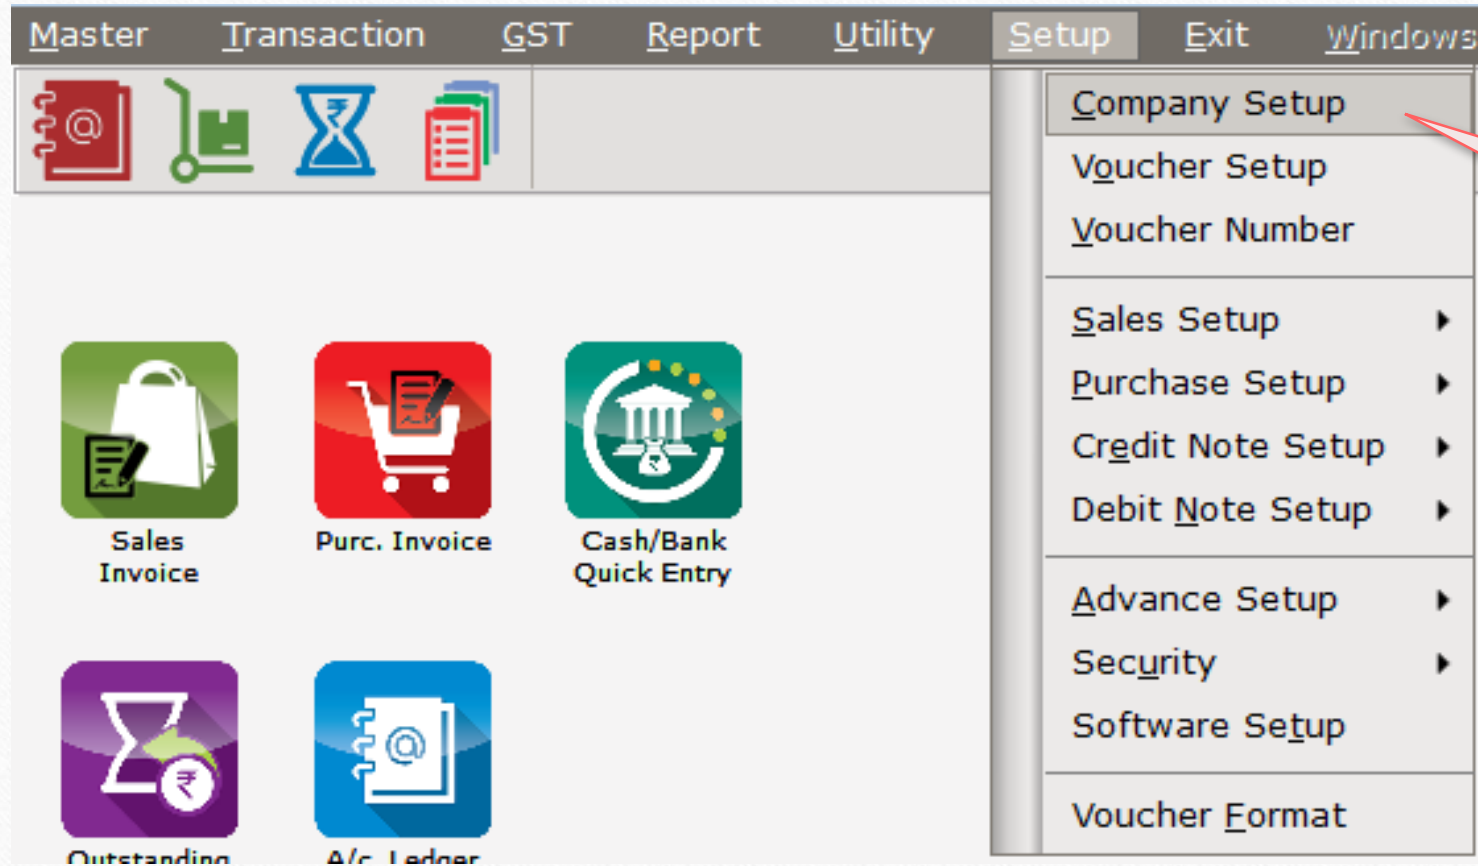 Master Transaction GST Report Utility Setup Exit Windows
Company Setup
Voucher Setup
Voucher Number
Sales Setup
Purchase Setup
Credit Note Setup
Debit Note Setup
Advance Setup
Security
Software Setup
Voucher Format
Sales
Invoice
Purc. Invoice
Cash/Bank
Quick Entry
Outstanding
A/c. Ledger